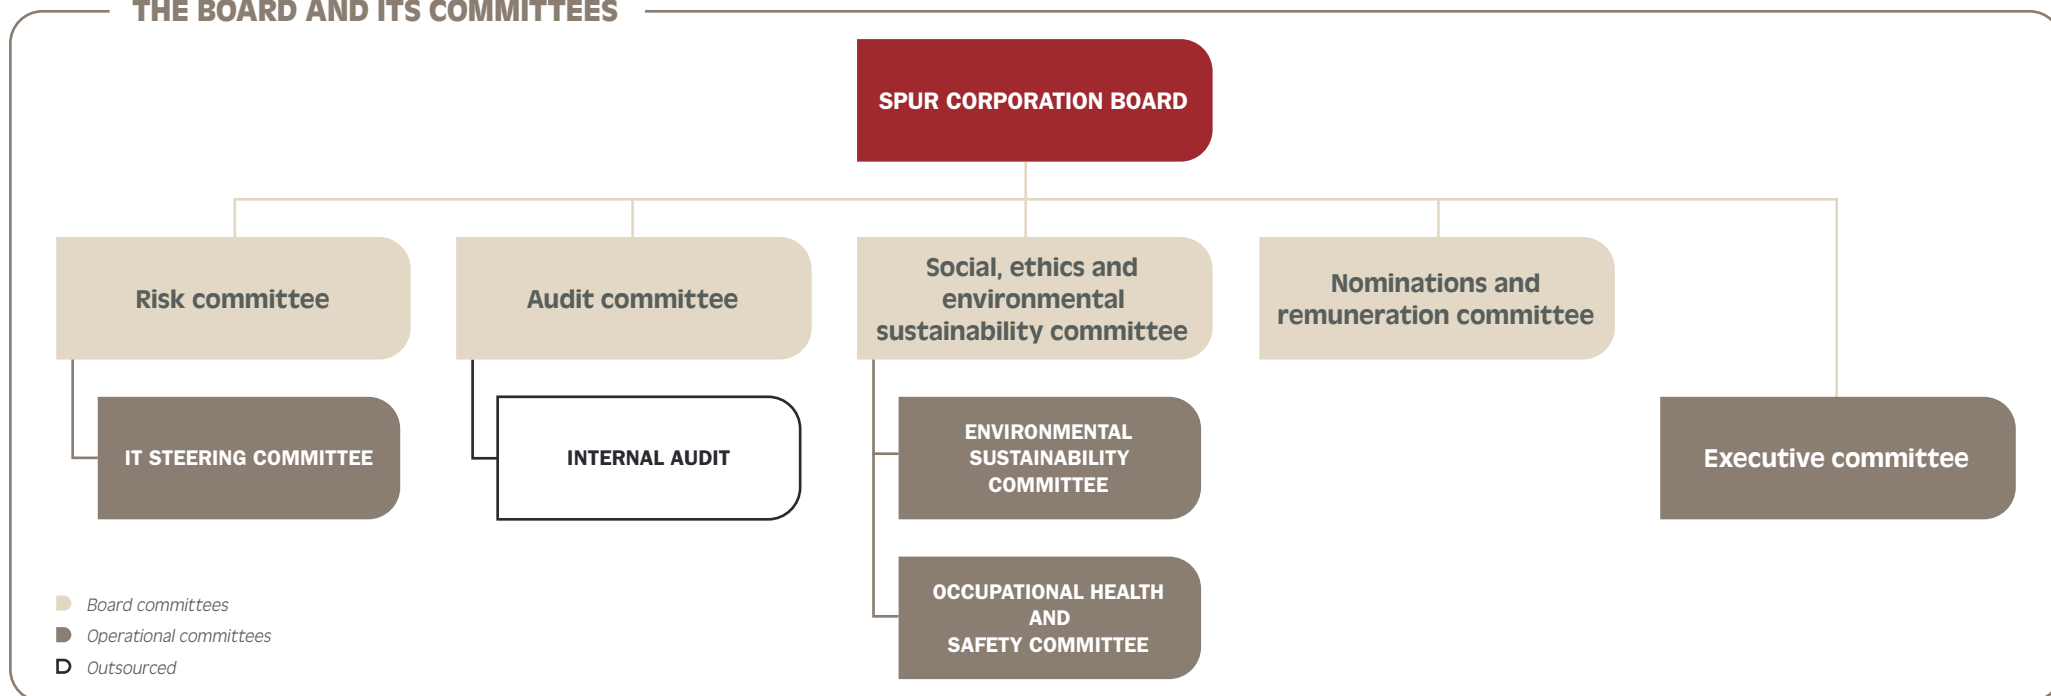 THE BOARD AND ITS COMMITTEES
SPUR CORPORATION BOARD
Risk committee
Audit committee
Social, ethics and
environmental
sustainability committee
Nominations and
remuneration committee
IT STEERING COMMITTEE
INTERNAL AUDIT
ENVIRONMENTAL
SUSTAINABILITY
COMMITTEE
Executive committee
OCCUPATIONAL HEALTH
AND
SAFETY COMMITTEE
Board committees
Operational committees
Outsourced